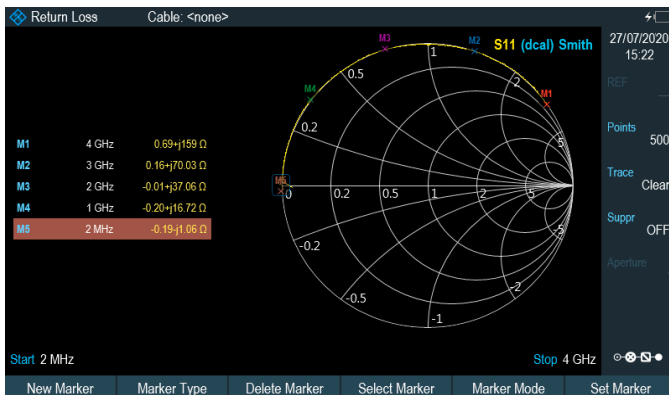 Return Loss Cable: <none>
27/07/2020
15:22
S11 (dcal) Smith
REF
Points
500
Trace
Clear
Suppr
OFF
Aperture
M1 4 GHz 0.69+j159 Ω
M2 3 GHz 0.16+j70.03 Ω
M3 2 GHz -0.01+j37.06 Ω
M4 1 GHz -0.20+j16.72 Ω
M5 2 MHz -0.19-j1.06 Ω
M3 M2
1
M1
M4
0.5 2
0.2 5
M5
0 0.2 0.5 1 2 5
-0.2 -5
-0.5 -2
-1
Start 2 MHz Stop 4 GHz
New Marker Marker Type Delete Marker Select Marker Marker Mode Set Marker